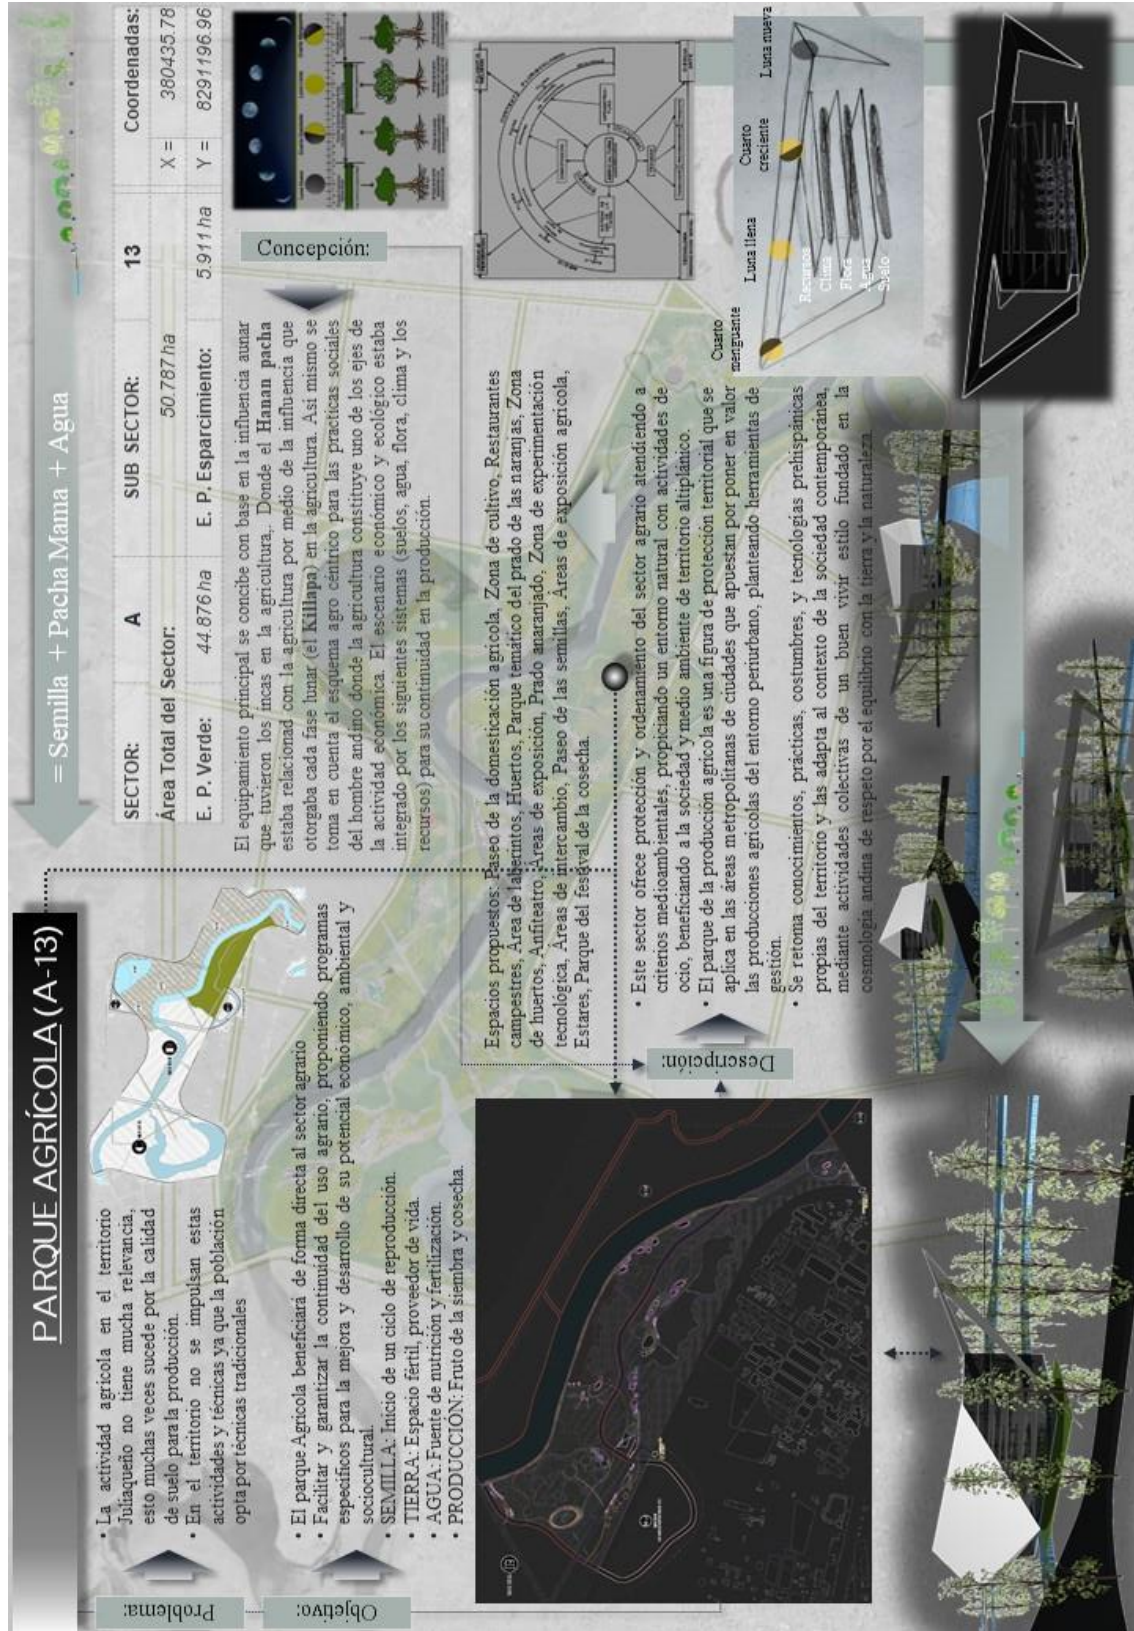 PARQUE AGRÍCOLA (A-13)
= Semilla + Pacha Mama + Agua
Problema:
• La actividad agrícola en el territorio
Juliaqueño no tiene mucha relevancia,
esto muchas veces sucede por la calidad
de suelo para la producción.
• En el territorio no se impulsan estas
actividades y técnicas ya que la población
opta por técnicas tradicionales
Objetivo:
• El parque Agrícola beneficiará de forma directa al sector agrario
• Facilitar y garantizar la continuidad del uso agrario, proponiendo programas
específicos para la mejora y desarrollo de su potencial económico, ambiental y
sociocultural.
• SEMILLA: Inicio de un ciclo de reproducción.
• TIERRA: Espacio fértil, proveedor de vida.
• AGUA: Fuente de nutrición y fertilización.
• PRODUCCIÓN: Fruto de la siembra y cosecha.
SECTOR: A SUB SECTOR: 13 Coordenadas:
Área Total del Sector: 50.787 ha X = 380435.78
E. P. Verde: 44.876 ha E. P. Esparcimiento: 5.911 ha Y = 8291196.96
Concepción:
El equipamiento principal se concibe con base en la influencia aunar
que tuvieron los incas en la agricultura,. Donde el Hanan pacha
estaba relacionad con la agricultura por medio de la influencia que
otorgaba cada fase lunar (el Killapa) en la agricultura. Asi mismo se
toma en cuenta el esquema agro céntrico para las prácticas sociales
del hombre andino donde la agricultura constituye uno de los ejes de
la actividad económica. El escenario económico y ecológico estaba
integrado por los siguientes sistemas (suelos, agua, flora, clima y los
recursos) para su continuidad en la producción.
Espacios propuestos: Paseo de la domesticación agrícola, Zona de cultivo, Restaurantes
campestres, Área de laberintos, Huertos, Parque temático del prado de las naranjas, Zona
de huertos, Anfiteatro, Áreas de exposición, Prado anaranjado, Zona de experimentación
tecnológica, Áreas de intercambio, Paseo de las semillas, Áreas de exposición agrícola,
Estares, Parque del festival de la cosecha.
Descripción:
• Este sector ofrece protección y ordenamiento del sector agrario atendiendo a
criterios medioambientales, propiciando un entorno natural con actividades de
ocio, beneficiando a la sociedad y medio ambiente de territorio altiplánico.
• El parque de la producción agrícola es una figura de protección territorial que se
aplica en las áreas metropolitanas de ciudades que apuestan por poner en valor
las producciones agrícolas del entorno periurbano, planteando herramientas de
gestión.
• Se retoma conocimientos, prácticas, costumbres, y tecnologías prehispánicas
propias del territorio y las adapta al contexto de la sociedad contemporánea,
mediante actividades colectivas de un buen vivir estilo fundado en la
cosmología andina de respeto por el equilibrio con la tierra y la naturaleza.
Cuarto
menguante
Luna llena
Cuarto
creciente
Luna nueva
Recursos
Clima
Flora
Agua
Suelo